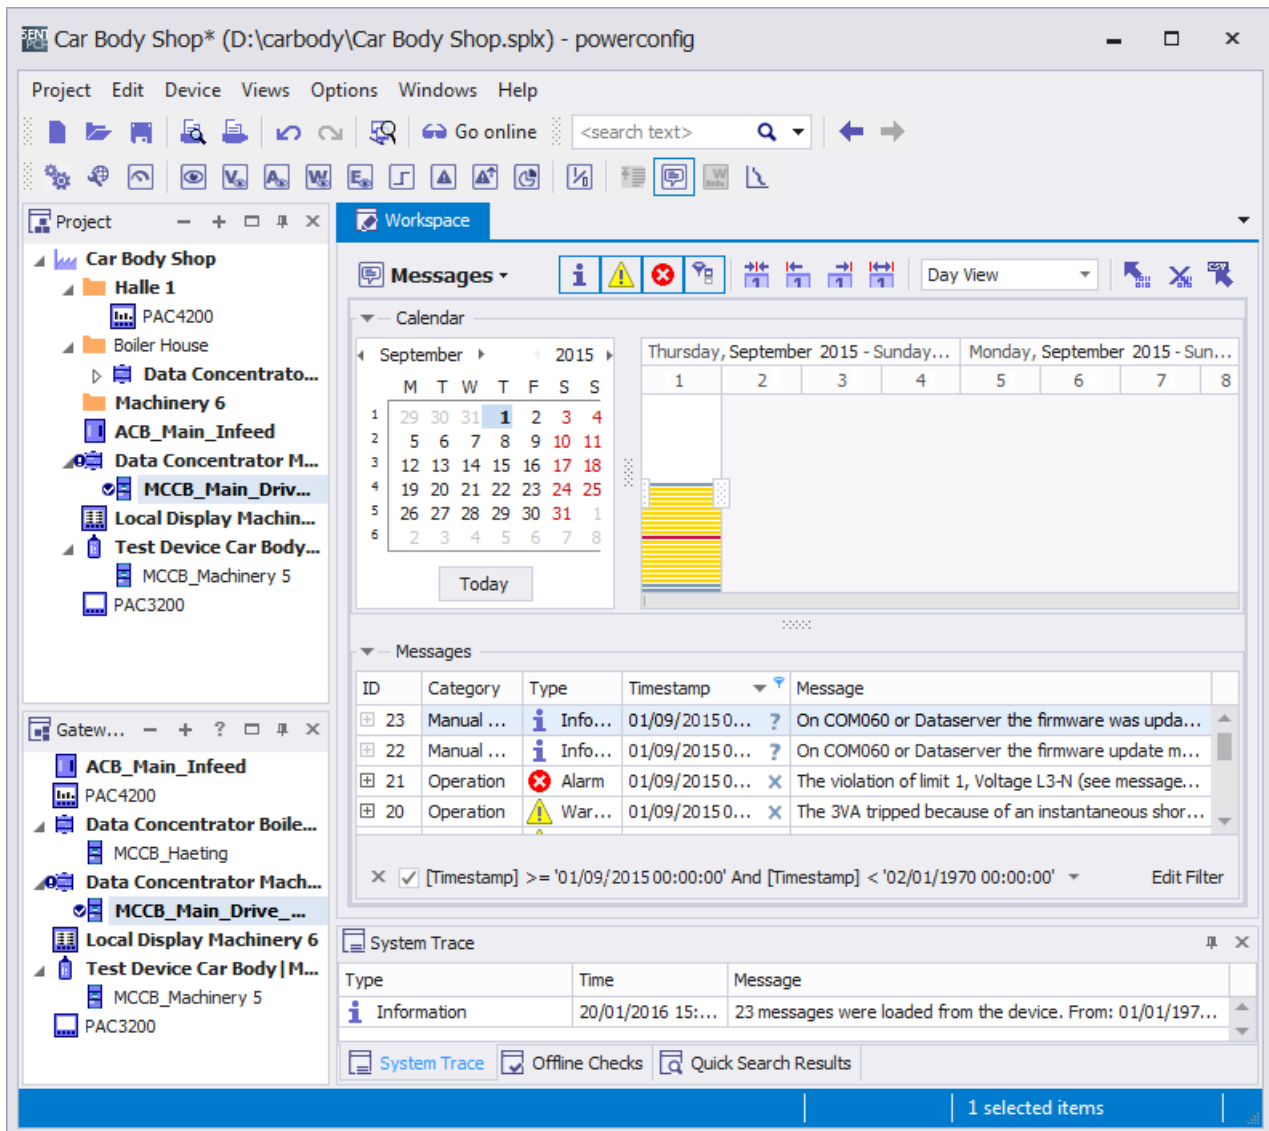 Car Body Shop* (D:\carbody\Car Body Shop.splx) - powerconfig
Project Edit Device Views Options Windows Help
Go online <search text>
Project
Workspace
Car Body Shop
Halle 1
PAC4200
Boiler House
Data Concentrato...
Machinery 6
ACB_Main_Infeed
Data Concentrator M...
MCCB_Main_Driv...
Local Display Machin...
Test Device Car Body...
MCCB_Machinery 5
PAC3200
Messages
Day View
Calendar
September 2015
M T W T F S S
1 29 30 31 1 2 3 4
2 5 6 7 8 9 10 11
3 12 13 14 15 16 17 18
4 19 20 21 22 23 24 25
5 26 27 28 29 30 31 1
6 2 3 4 5 6 7 8
Today
Thursday, September 2015 - Sunday... Monday, September 2015 - Sun...
1 2 3 4 5 6 7 8
Messages
ID Category Type Timestamp Message
23 Manual ... Info... 01/09/2015 0... ? On COM060 or Dataserver the firmware was upda...
22 Manual ... Info... 01/09/2015 0... ? On COM060 or Dataserver the firmware update m...
21 Operation Alarm 01/09/2015 0... The violation of limit 1, Voltage L3-N (see message...
20 Operation War... 01/09/2015 0... The 3VA tripped because of an instantaneous shor...
[Timestamp] >= '01/09/2015 00:00:00' And [Timestamp] < '02/01/1970 00:00:00' Edit Filter
Gatew...
ACB_Main_Infeed
PAC4200
Data Concentrator Boile...
MCCB_Haeting
Data Concentrator Mach...
MCCB_Main_Drive_...
Local Display Machinery 6
Test Device Car Body|M...
MCCB_Machinery 5
PAC3200
System Trace
Type Time Message
Information 20/01/2016 15:... 23 messages were loaded from the device. From: 01/01/197...
System Trace Offline Checks Quick Search Results
1 selected items